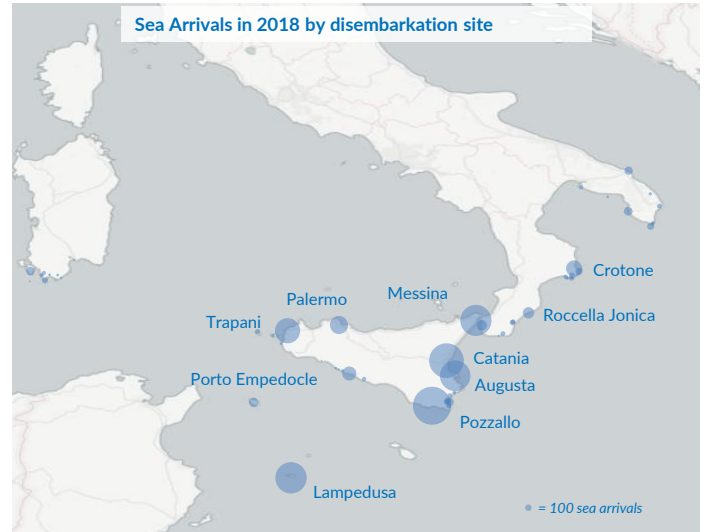 Sea Arrivals in 2018 by disembarkation site
Crotone
Messina
Palermo
Roccella Jonica
Trapani
Catania
Porto Empedocle
Augusta
Pozzallo
Lampedusa
= 100 sea arrivals